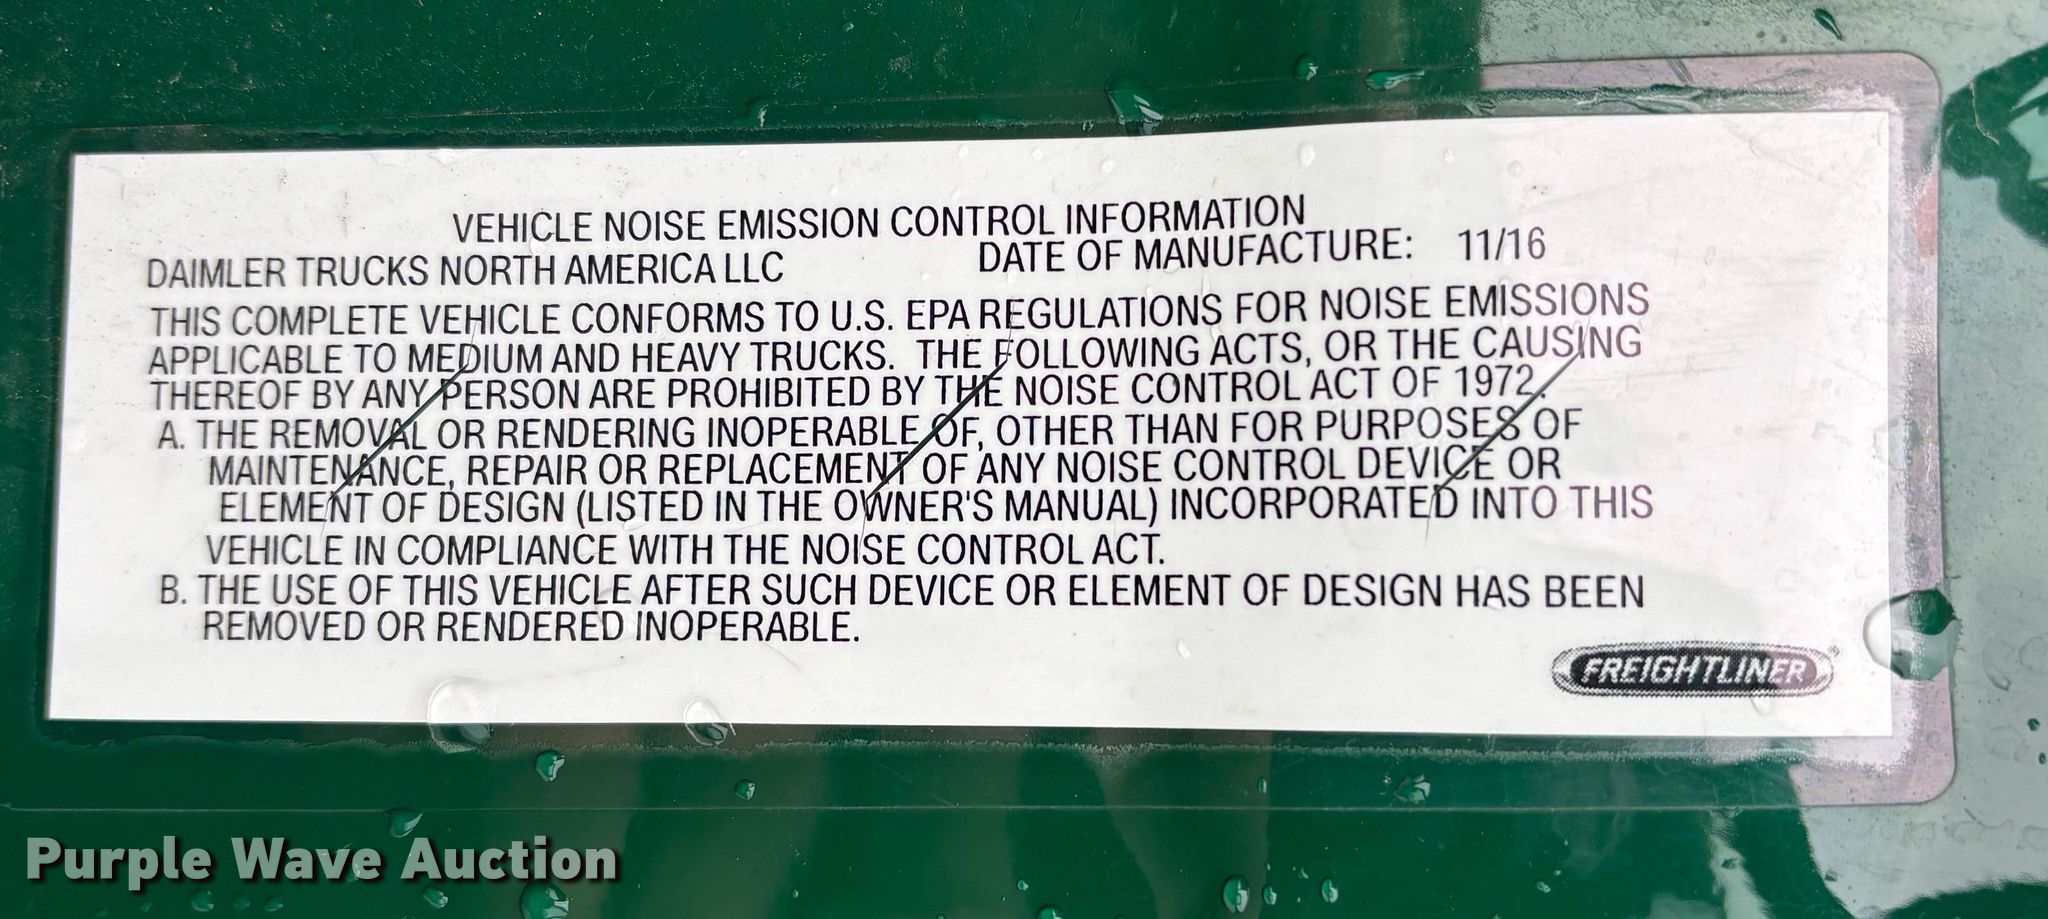 VEHICLE NOISE EMISSION CONTROL INFORMATION
DAIMLER TRUCKS NORTH AMERICA LLC DATE OF MANUFACTURE: 11/16
THIS COMPLETE VEHICLE CONFORMS TO U.S. EPA REGULATIONS FOR NOISE EMISSIONS
APPLICABLE TO MEDIUM AND HEAVY TRUCKS. THE FOLLOWING ACTS, OR THE CAUSING
THEREOF BY ANY PERSON ARE PROHIBITED BY THE NOISE CONTROL ACT OF 1972.
A. THE REMOVAL OR RENDERING INOPERABLE OF, OTHER THAN FOR PURPOSES OF
MAINTENANCE, REPAIR OR REPLACEMENT OF ANY NOISE CONTROL DEVICE OR
ELEMENT OF DESIGN (LISTED IN THE OWNER'S MANUAL) INCORPORATED INTO THIS
VEHICLE IN COMPLIANCE WITH THE NOISE CONTROL ACT.
B. THE USE OF THIS VEHICLE AFTER SUCH DEVICE OR ELEMENT OF DESIGN HAS BEEN
REMOVED OR RENDERED INOPERABLE.
FREIGHTLINER
Purple Wave Auction